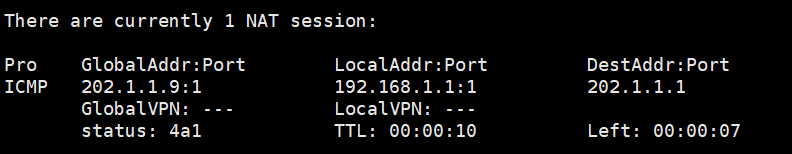 There are currently 1 NAT session:
Pro GlobalAddr:Port LocalAddr:Port DestAddr:Port
ICMP 202.1.1.9:1 192.168.1.1:1 202.1.1.1
GlobalVPN: --- LocalVPN: ---
status: 4a1 TTL: 00:00:10 Left: 00:00:07